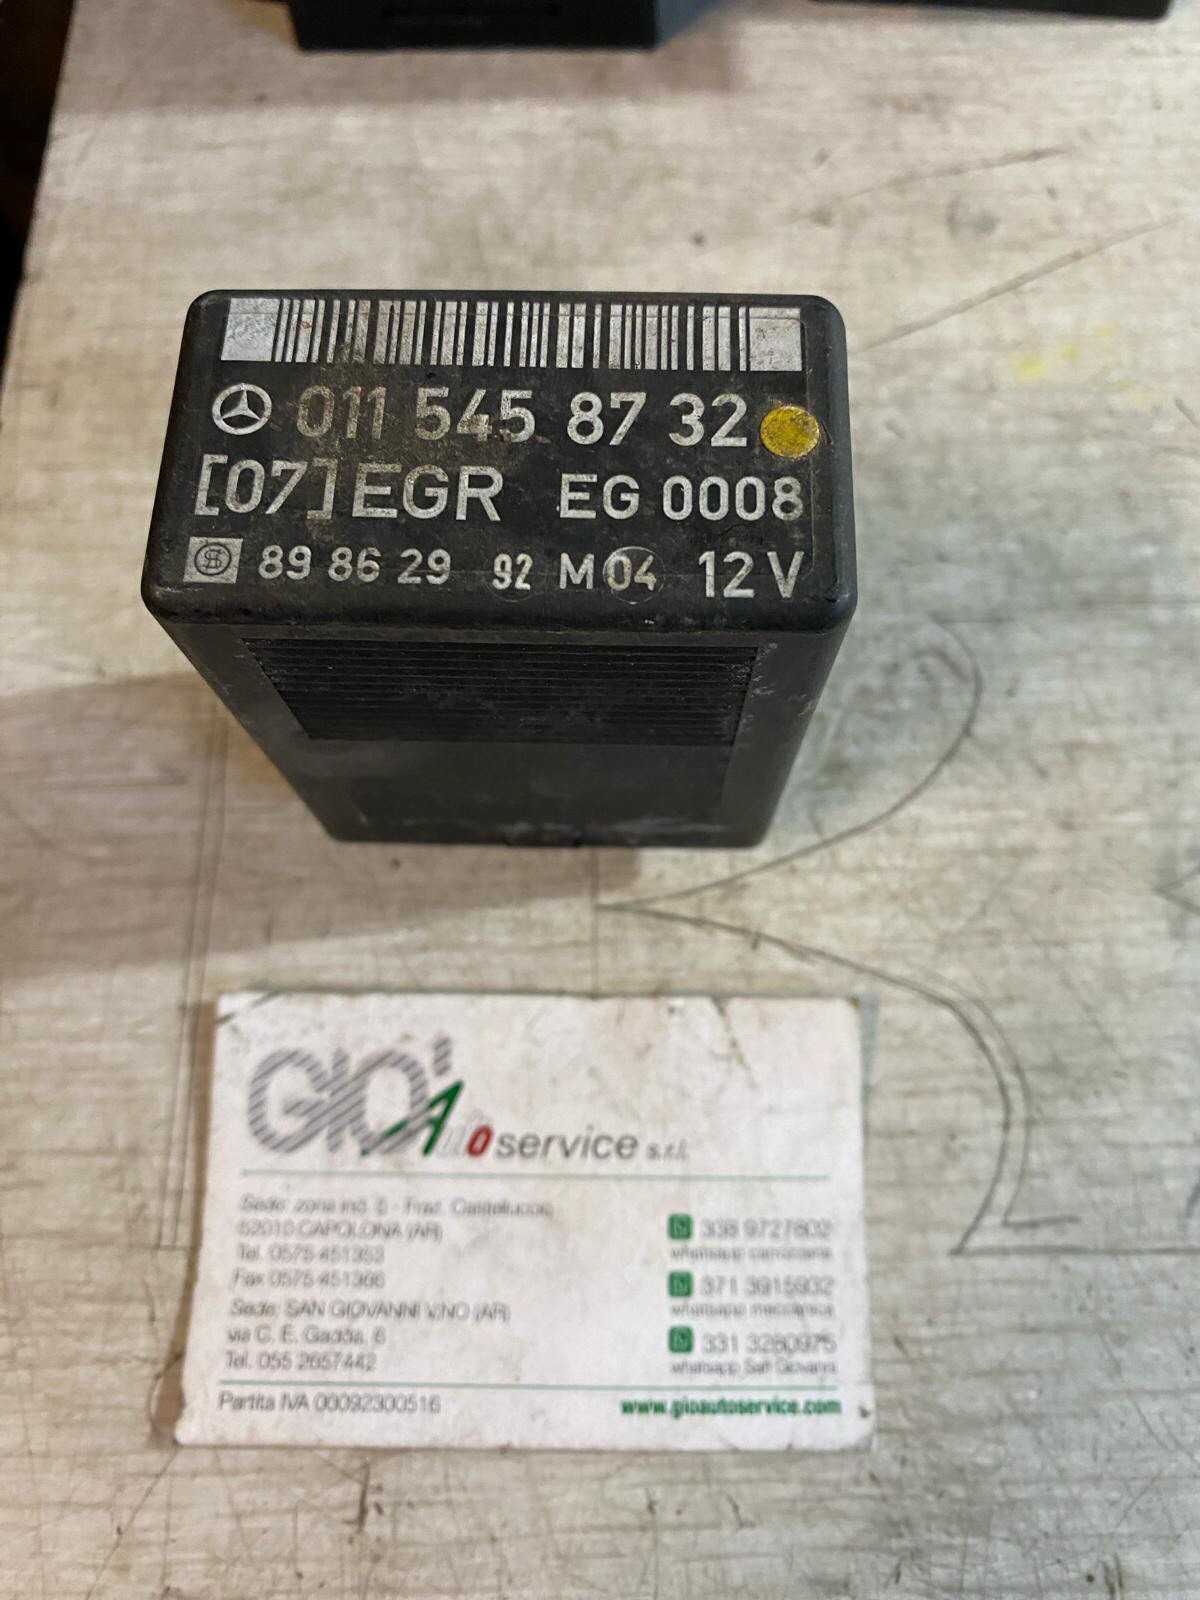 011 545 87 32
[07] EGR EG 0008
89 86 29 92 M 04 12 V
GIO' Auto service s.r.l.
Sede: zona ind. 5 - Fraz. Castelluccio
52010 CAPOLONA (AR)
Tel. 0575 451353
Fax 0575 451366
Sede: SAN GIOVANNI V.NO (AR)
via C. E. Gadda, 6
Tel. 055 2657442
338 9727602
whatsapp carrozzeria
371 3915932
whatsapp meccanica
331 3280975
whatsapp San Giovanni
Partita IVA 00092300516
www.gioautoservice.com